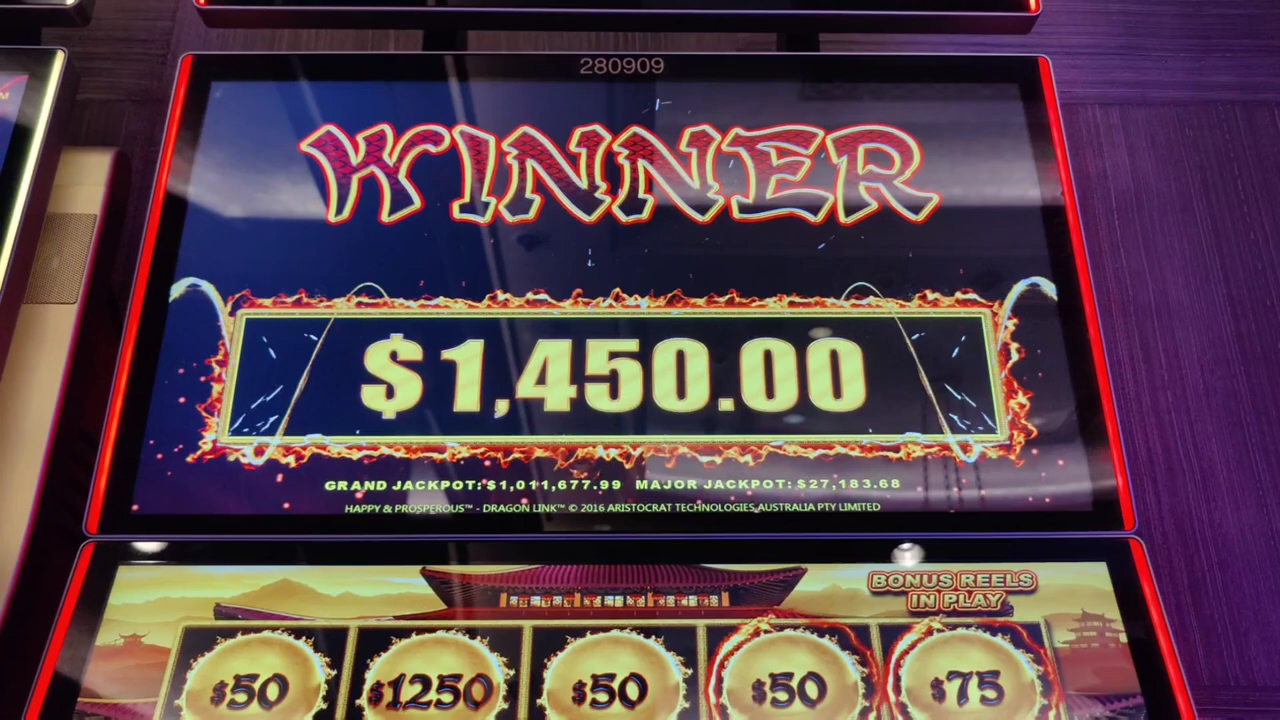 280909
WINNER
$1,450.00
GRAND JACKPOT: $1,011,677.99 MAJOR JACKPOT: $27,183.68
HAPPY & PROSPEROUS™ - DRAGON LINK™ © 2016 ARISTOCRAT TECHNOLOGIES AUSTRALIA PTY LIMITED
BONUS REELS
IN PLAY
$50 $1250 $50 $50 $75